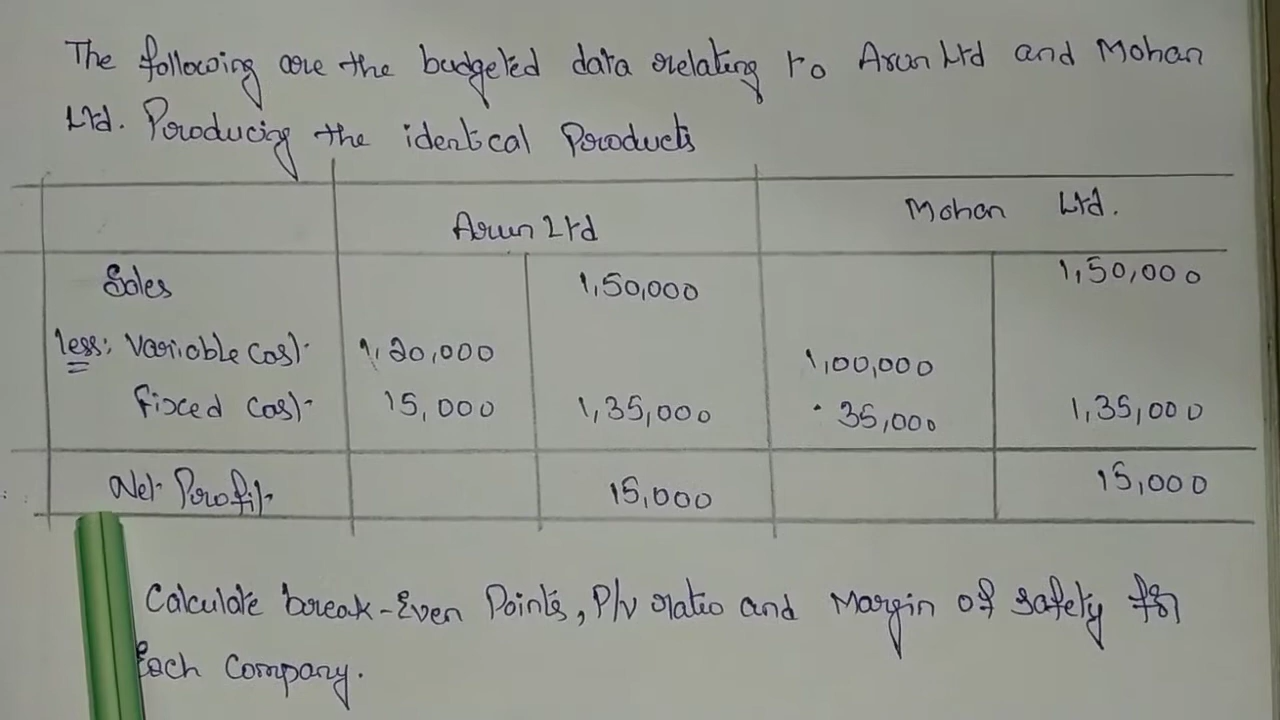 The following are the budgeted data relating to Arun Ltd and Mohan
Ltd. Producing the identical Products
Arun Ltd Mohan Ltd.
Sales 1,50,000 1,50,000
less: Variable Cost 1,20,000 1,00,000
Fixed Cost 15,000 1,35,000 35,000 1,35,000
Net Profit 15,000 15,000
Calculate break-Even Points, P/v ratio and Margin of safety for
Each Company.